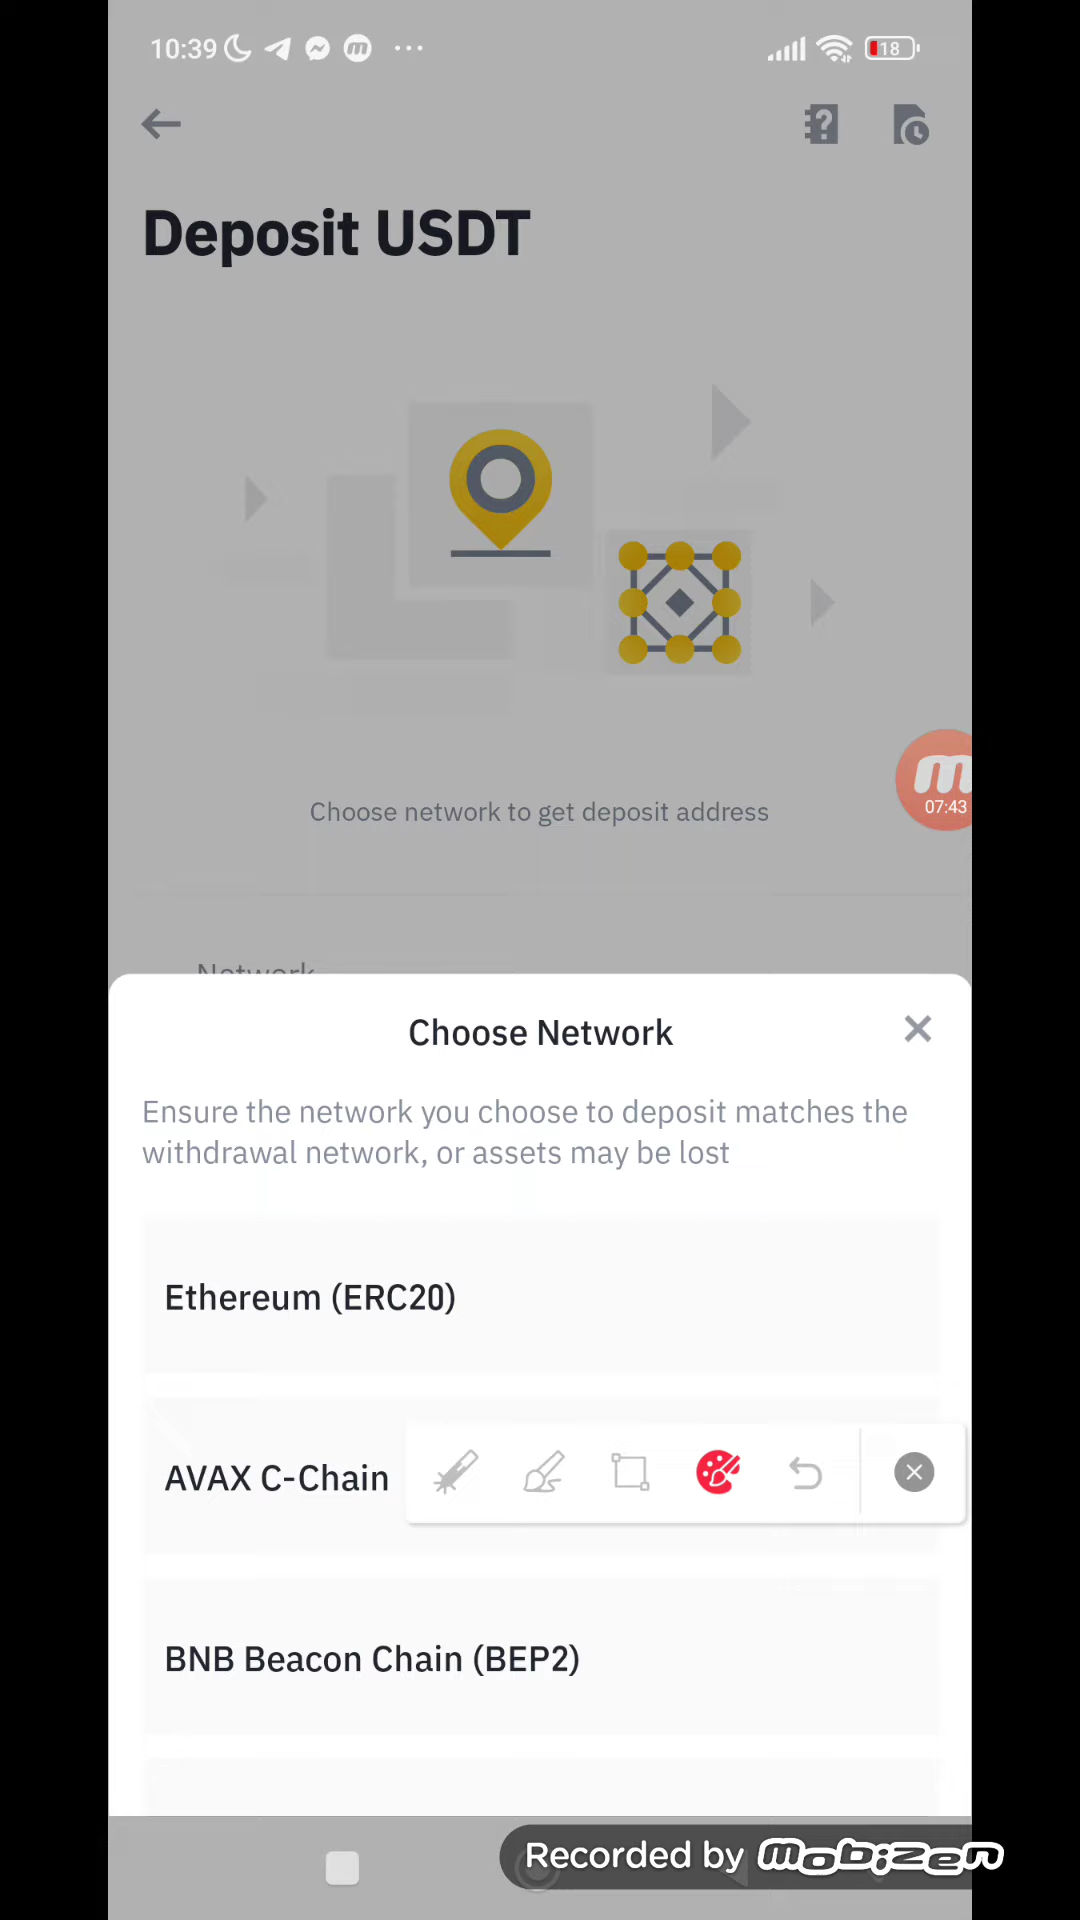 10:39
18
Deposit USDT
Choose network to get deposit address
07:43
Network
Choose Network
Ensure the network you choose to deposit matches the
withdrawal network, or assets may be lost
Ethereum (ERC20)
AVAX C-Chain
BNB Beacon Chain (BEP2)
Recorded by mobizen